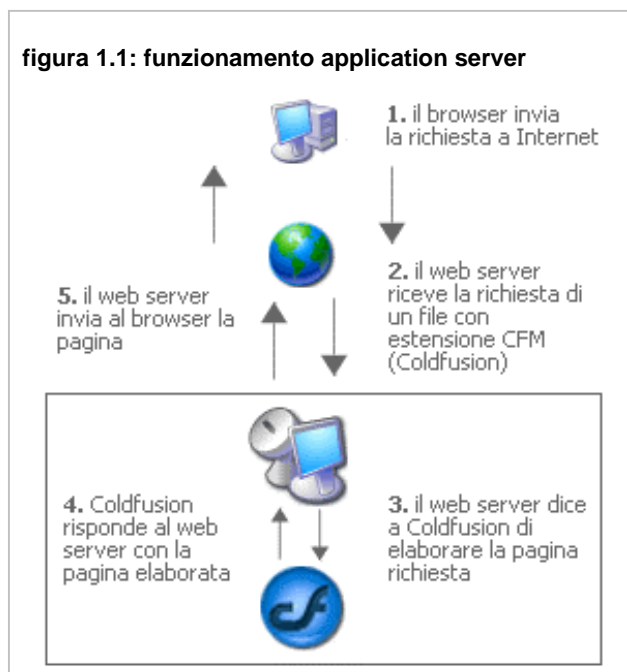 figura 1.1: funzionamento application server
1. il browser invia
la richiesta a Internet
2. il web server
riceve la richiesta di
un file con
estensione CFM
(Coldfusion)
5. il web server
invia al browser la
pagina
3. il web server dice
a Coldfusion di
elaborare la pagina
richiesta
4. Coldfusion
risponde al web
server con la
pagina elaborata
cf